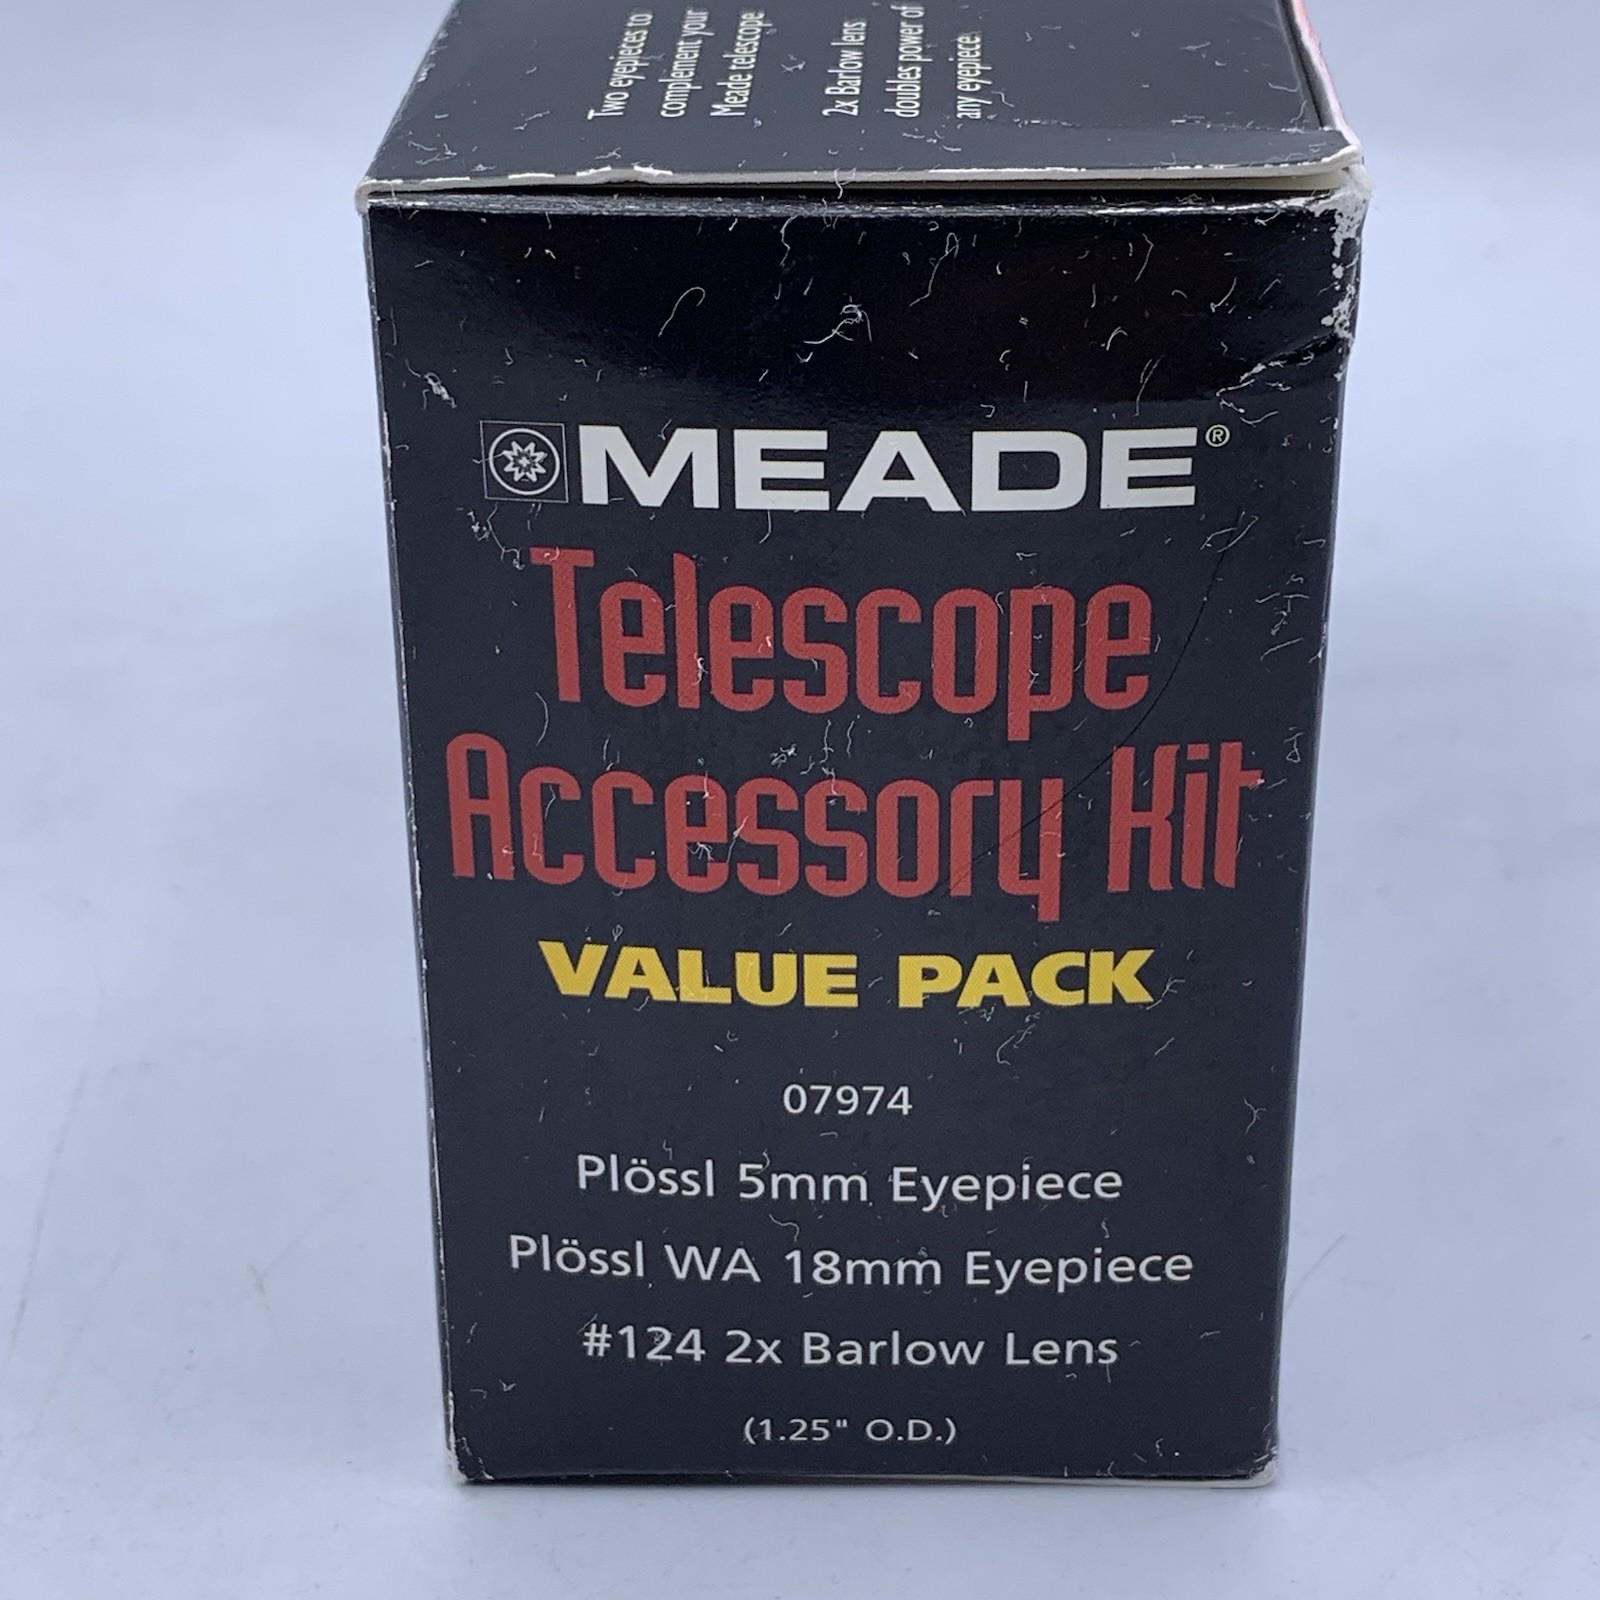 Two eyepieces to
complement your
Meade telescope
2x Barlow lens
doubles power of
any eyepiece.
MEADE®
Telescope
Accessory Kit
VALUE PACK
07974
Plössl 5mm Eyepiece
Plössl WA 18mm Eyepiece
#124 2x Barlow Lens
(1.25" O.D.)